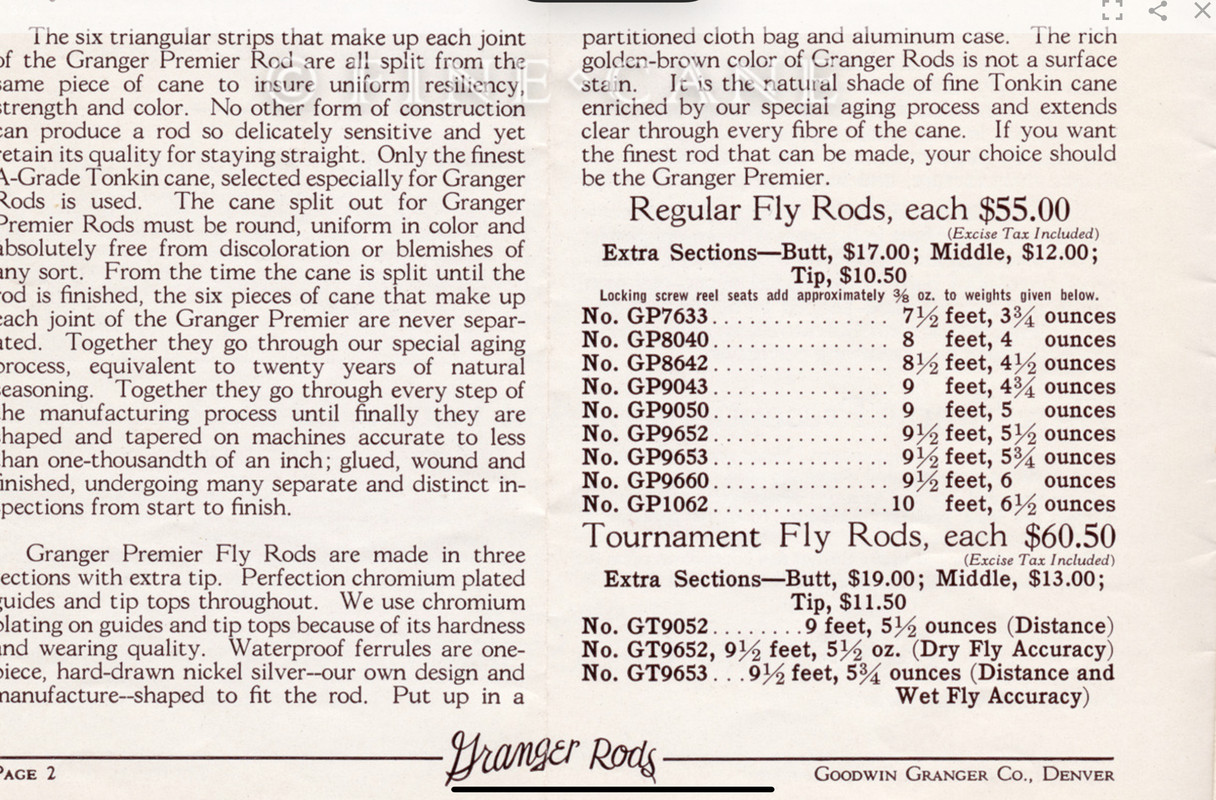 The six triangular strips that make up each joint
of the Granger Premier Rod are all split from the
same piece of cane to insure uniform resiliency,
strength and color. No other form of construction
can produce a rod so delicately sensitive and yet
retain its quality for staying straight. Only the finest
A-Grade Tonkin cane, selected especially for Granger
Rods is used. The cane split out for Granger
Premier Rods must be round, uniform in color and
absolutely free from discoloration or blemishes of
any sort. From the time the cane is split until the
rod is finished, the six pieces of cane that make up
each joint of the Granger Premier are never separ-
ated. Together they go through our special aging
process, equivalent to twenty years of natural
seasoning. Together they go through every step of
the manufacturing process until finally they are
shaped and tapered on machines accurate to less
than one-thousandth of an inch; glued, wound and
finished, undergoing many separate and distinct in-
spections from start to finish.
Granger Premier Fly Rods are made in three
sections with extra tip. Perfection chromium plated
guides and tip tops throughout. We use chromium
plating on guides and tip tops because of its hardness
and wearing quality. Waterproof ferrules are one-
piece, hard-drawn nickel silver--our own design and
manufacture--shaped to fit the rod. Put up in a
partitioned cloth bag and aluminum case. The rich
golden-brown color of Granger Rods is not a surface
stain. It is the natural shade of fine Tonkin cane
enriched by our special aging process and extends
clear through every fibre of the cane. If you want
the finest rod that can be made, your choice should
be the Granger Premier.
Regular Fly Rods, each $55.00
(Excise Tax Included)
Extra Sections—Butt, $17.00; Middle, $12.00;
Tip, $10.50
Locking screw reel seats add approximately ⅜ oz. to weights given below.
No. GP7633................ 7½ feet, 3¾ ounces
No. GP8040................ 8 feet, 4 ounces
No. GP8642................ 8½ feet, 4½ ounces
No. GP9043................ 9 feet, 4¾ ounces
No. GP9050................ 9 feet, 5 ounces
No. GP9652................ 9½ feet, 5½ ounces
No. GP9653................ 9½ feet, 5¾ ounces
No. GP9660................ 9½ feet, 6 ounces
No. GP1062................10 feet, 6½ ounces
Tournament Fly Rods, each $60.50
(Excise Tax Included)
Extra Sections—Butt, $19.00; Middle, $13.00;
Tip, $11.50
No. GT9052........9 feet, 5½ ounces (Distance)
No. GT9652, 9½ feet, 5½ oz. (Dry Fly Accuracy)
No. GT9653...9½ feet, 5¾ ounces (Distance and
Wet Fly Accuracy)
PAGE 2
Granger Rods
GOODWIN GRANGER CO., DENVER
© FINE CANE